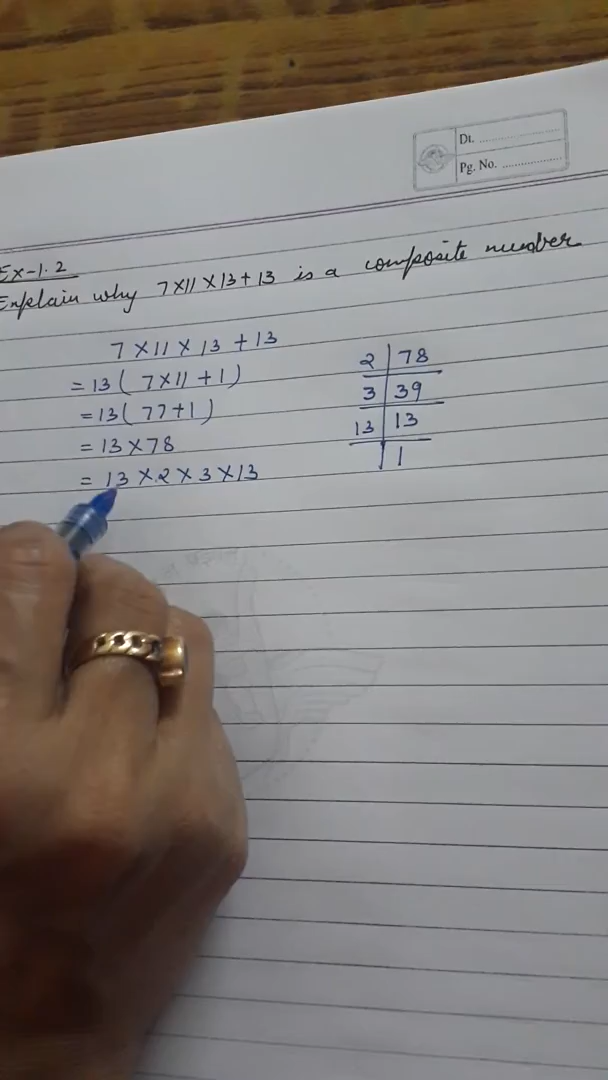 Dt. ....................
Pg. No. ....................
Ex-1.2
Explain why 7×11×13+13 is a composite number
7×11×13+13
= 13(7×11+1)
= 13(77+1)
= 13×78
= 13×2×3×13
2 | 78
3 | 39
13 | 13
| 1